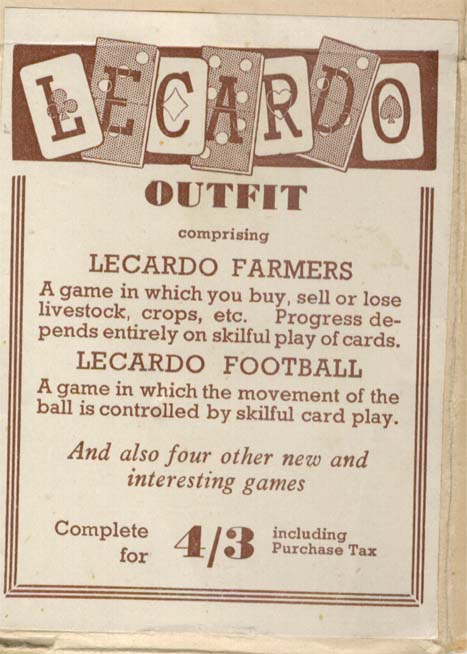 LECARDO
OUTFIT
comprising
LECARDO FARMERS
A game in which you buy, sell or lose
livestock, crops, etc. Progress de-
pends entirely on skilful play of cards.
LECARDO FOOTBALL
A game in which the movement of the
ball is controlled by skilful card play.
And also four other new and
interesting games
Complete
for
4/3
including
Purchase Tax